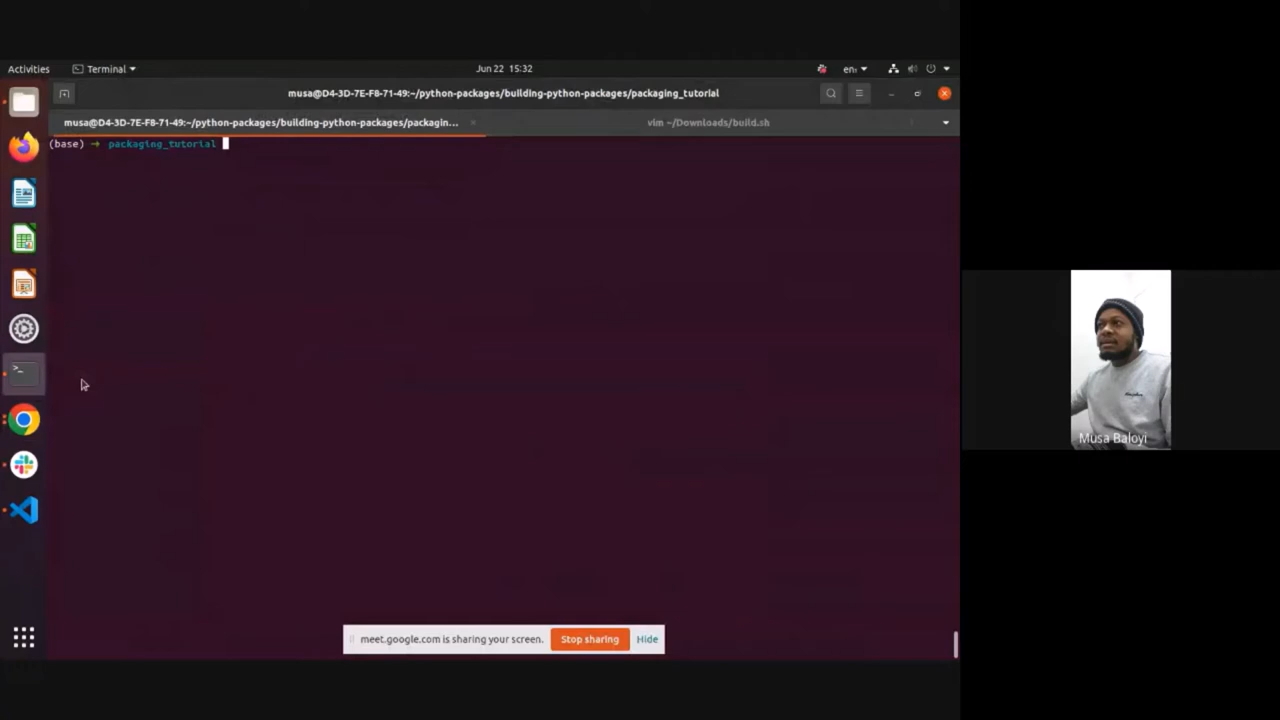 Activities
Terminal
Jun 22 15:32
en₁
musa@D4-3D-7E-F8-71-49:~/python-packages/building-python-packages/packaging_tutorial
musa@D4-3D-7E-F8-71-49:~/python-packages/building-python-packages/packagin...
vim ~/Downloads/build.sh
(base) → packaging_tutorial
Musa Baloyi
meet.google.com is sharing your screen.
Stop sharing
Hide